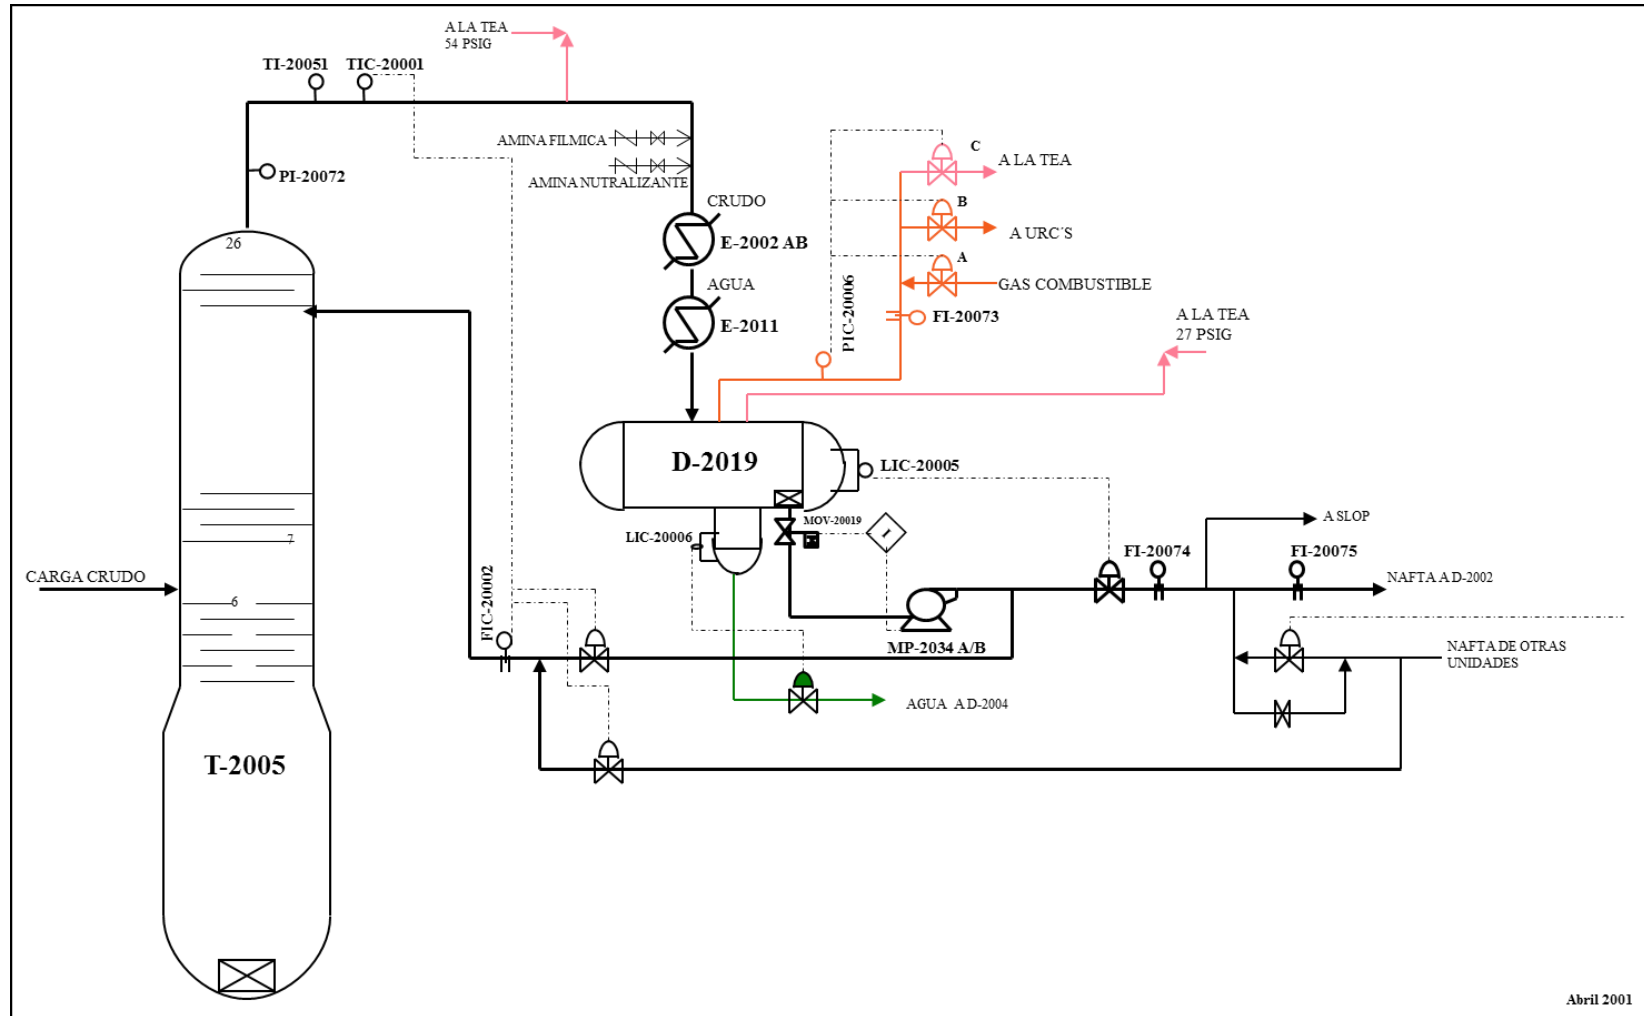 A LA TEA
54 PSIG
TI-20051
TIC-20001
AMINA FILMICA
AMINA NUTRALIZANTE
PI-20072
26
CRUDO
E-2002 AB
AGUA
E-2011
C
A LA TEA
B
A URC´S
A
GAS COMBUSTIBLE
PIC-20006
FI-20073
A LA TEA
27 PSIG
D-2019
LIC-20005
MOV-20019
LIC-20006
I
M
7
6
CARGA CRUDO
FIC-20002
A SLOP
FI-20074
FI-20075
NAFTA A D-2002
MP-2034 A/B
NAFTA DE OTRAS
UNIDADES
AGUA A D-2004
T-2005
Abril 2001